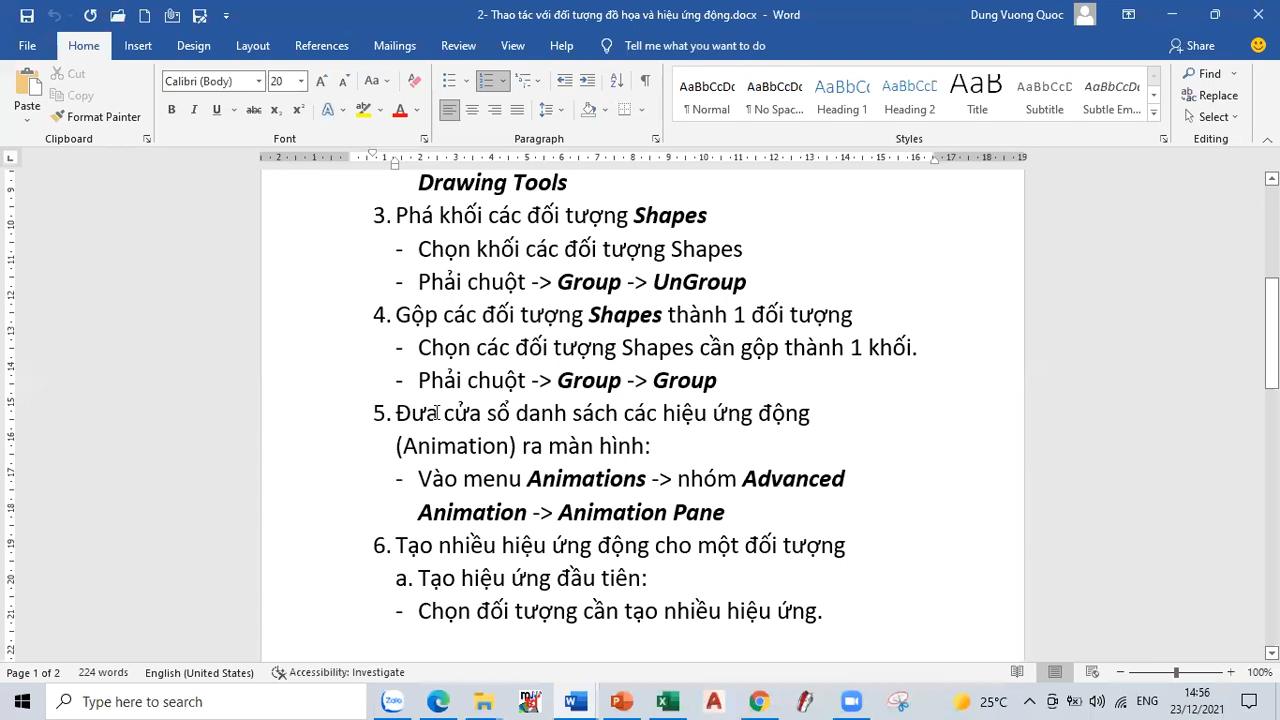 2- Tao đối tượng và hiệu ứng động.docx - Word
Dung Vuong Quoc
File
Home
Insert
Design
Layout
References
Mailings
Review
View
Help
Tell me what you want to do
Share
Paste
Cut
Copy
Format Painter
Clipboard
Calibri (Body)
20
Font
Paragraph
AaBbCcDc
¶ Normal
AaBbCcDc
¶ No Spac...
AaBbCc
Heading 1
AaBbCcD
Heading 2
AaB
Title
AaBbCcD
Subtitle
AaBbCcDc
Subtle Em...
Styles
Find
Replace
Select
Editing
Drawing Tools
3. Phá khối các đối tượng Shapes
- Chọn khối các đối tượng Shapes
- Phải chuột -> Group -> UnGroup
4. Gộp các đối tượng Shapes thành 1 đối tượng
- Chọn các đối tượng Shapes cần gộp thành 1 khối.
- Phải chuột -> Group -> Group
5. Đưa cửa sổ danh sách các hiệu ứng động
(Animation) ra màn hình:
- Vào menu Animations -> nhóm Advanced
Animation -> Animation Pane
6. Tạo nhiều hiệu ứng động cho một đối tượng
a. Tạo hiệu ứng đầu tiên:
- Chọn đối tượng cần tạo nhiều hiệu ứng.
Page 1 of 2
224 words
English (United States)
Accessibility: Investigate
100%
Type here to search
Zalo
25°C
ENG
14:56
23/12/2021